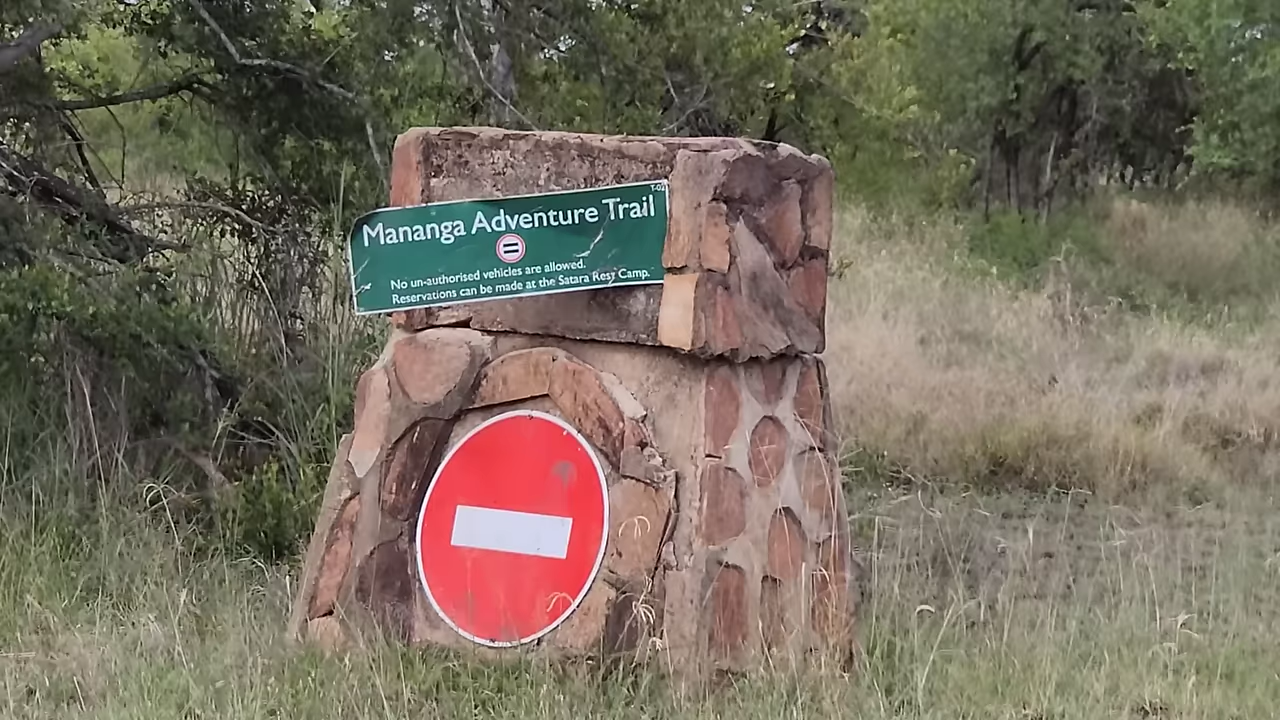 Mananga Adventure Trail
No un-authorised vehicles are allowed.
Reservations can be made at the Satara Rest Camp.